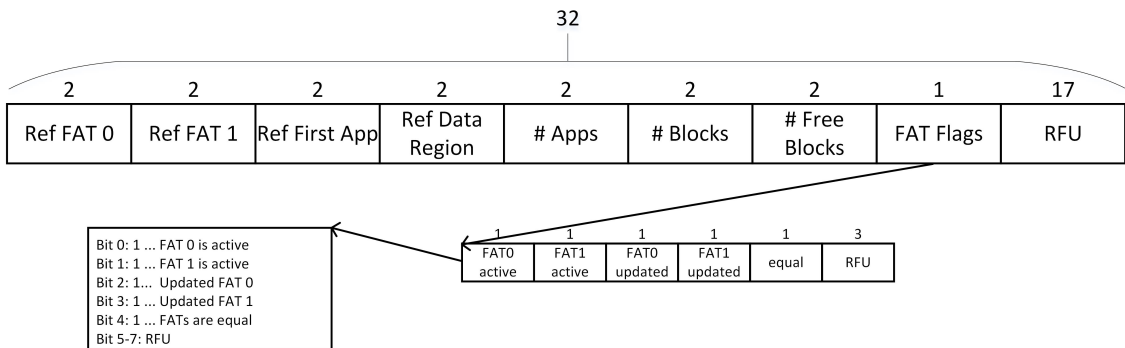 32
2 2 2 2 2 2 2 1 17
Ref FAT 0 Ref FAT 1 Ref First App Ref Data Region # Apps # Blocks # Free Blocks FAT Flags RFU
1 1 1 1 1 3
FAT0 active FAT1 active FAT0 updated FAT1 updated equal RFU
Bit 0: 1 ... FAT 0 is active
Bit 1: 1 ... FAT 1 is active
Bit 2: 1... Updated FAT 0
Bit 3: 1 ... Updated FAT 1
Bit 4: 1 ... FATs are equal
Bit 5-7: RFU